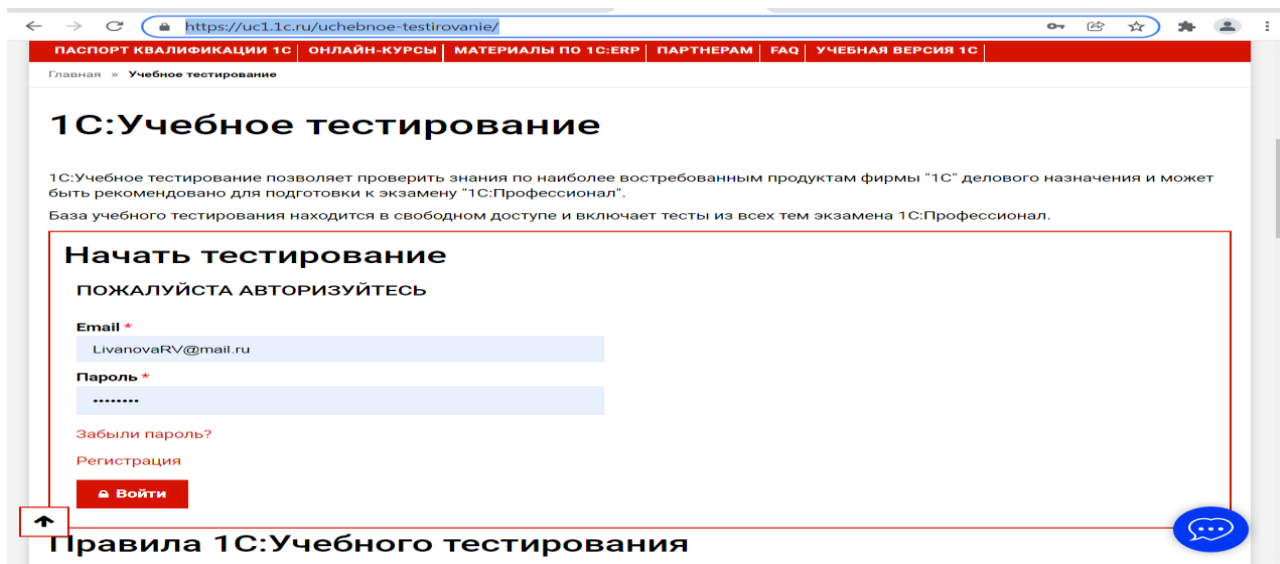 https://uc1.1c.ru/uchebnoe-testirovanie/
ПАСПОРТ КВАЛИФИКАЦИИ 1С ОНЛАЙН-КУРСЫ МАТЕРИАЛЫ ПО 1С:ERP ПАРТНЕРАМ FAQ УЧЕБНАЯ ВЕРСИЯ 1С
Главная » Учебное тестирование
1С:Учебное тестирование
1С:Учебное тестирование позволяет проверить знания по наиболее востребованным продуктам фирмы "1С" делового назначения и может
быть рекомендовано для подготовки к экзамену "1С:Профессионал".
База учебного тестирования находится в свободном доступе и включает тесты из всех тем экзамена 1С:Профессионал.
Начать тестирование
ПОЖАЛУЙСТА АВТОРИЗУЙТЕСЬ
Email *
LivanovaRV@mail.ru
Пароль *
••••••••
Забыли пароль?
Регистрация
Войти
Правила 1С:Учебного тестирования